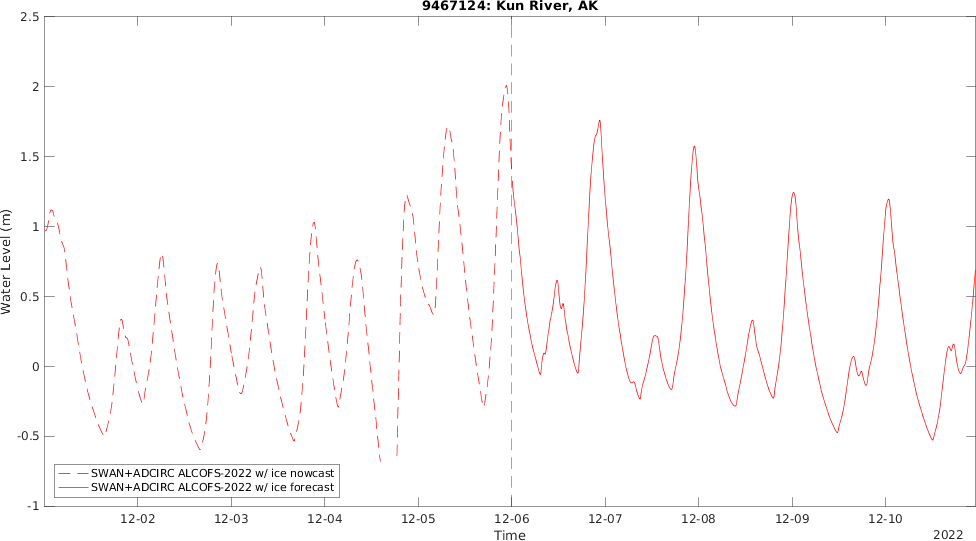 9467124: Kun River, AK
2.5
2
1.5
1
0.5
0
-0.5
-1
Water Level (m)
SWAN+ADCIRC ALCOFS-2022 w/ ice nowcast
SWAN+ADCIRC ALCOFS-2022 w/ ice forecast
12-02 12-03 12-04 12-05 12-06 12-07 12-08 12-09 12-10
Time
2022